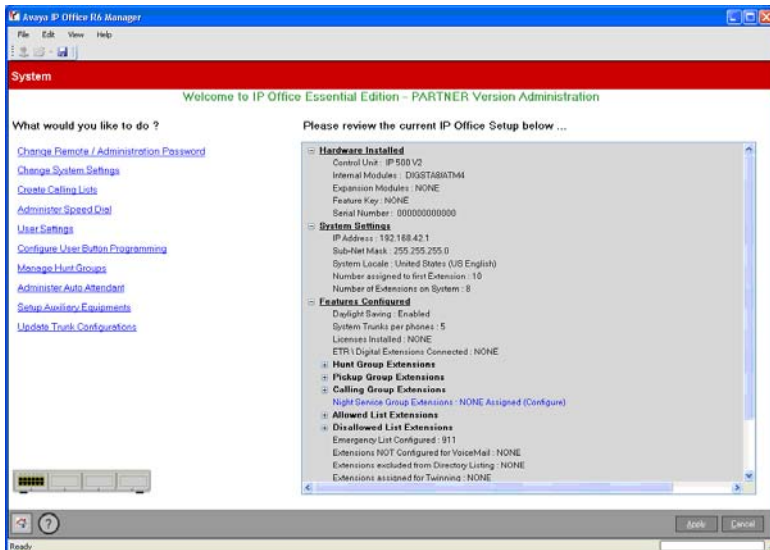 Avaya IP Office R6 Manager
File Edit View Help
System
Welcome to IP Office Essential Edition - PARTNER Version Administration
What would you like to do ?
Change Remote / Administration Password
Change System Settings
Create Calling Lists
Administer Speed Dial
User Settings
Configure User Button Programming
Manage Hunt Groups
Administer Auto Attendant
Setup Auxiliary Equipments
Update Trunk Configurations
Please review the current IP Office Setup below ...
Hardware Installed
Control Unit : IP 500 V2
Internal Modules : DIGSTA8/ATM4
Expansion Modules : NONE
Feature Key : NONE
Serial Number : 000000000000
System Settings
IP Address : 192.168.42.1
Sub-Net Mask : 255.255.255.0
System Locale : United States (US English)
Number assigned to first Extension : 10
Number of Extensions on System : 8
Features Configured
Daylight Saving : Enabled
System Trunks per phones : 5
Licenses Installed : NONE
ETR \ Digital Extensions Connected : NONE
Hunt Group Extensions
Pickup Group Extensions
Calling Group Extensions
Night Service Group Extensions : NONE Assigned (Configure)
Allowed List Extensions
Disallowed List Extensions
Emergency List Configured : 911
Extensions NOT Configured for VoiceMail : NONE
Extensions excluded from Directory Listing : NONE
Extensions assigned for Twinning : NONE
Apply Cancel
Ready